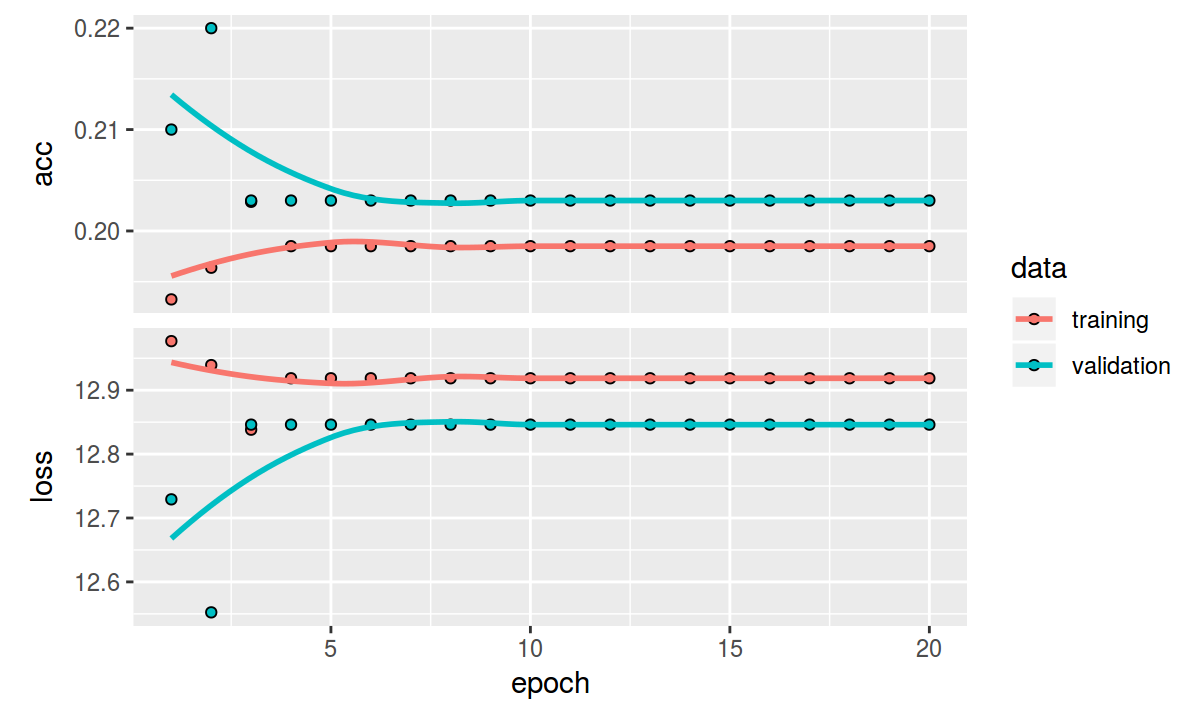 0.22
0.21
0.20
acc
12.9
12.8
12.7
12.6
loss
5 10 15 20
epoch
data
training
validation